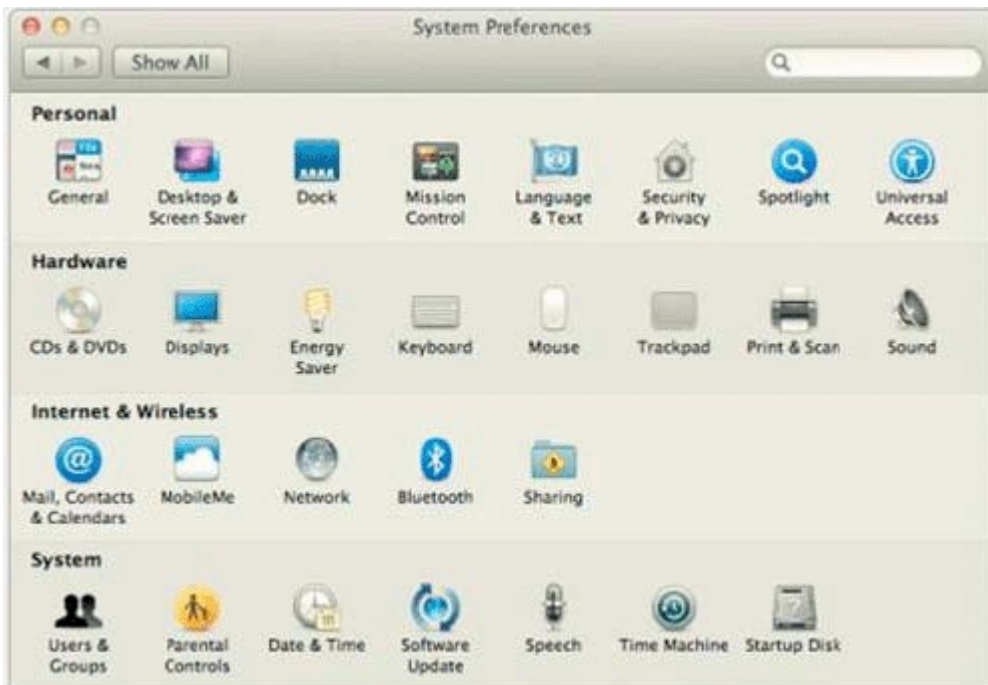 System Preferences
Show All
Personal
General
Desktop & Screen Saver
Dock
Mission Control
Language & Text
Security & Privacy
Spotlight
Universal Access
Hardware
CDs & DVDs
Displays
Energy Saver
Keyboard
Mouse
Trackpad
Print & Scan
Sound
Internet & Wireless
Mail, Contacts & Calendars
MobileMe
Network
Bluetooth
Sharing
System
Users & Groups
Parental Controls
Date & Time
Software Update
Speech
Time Machine
Startup Disk